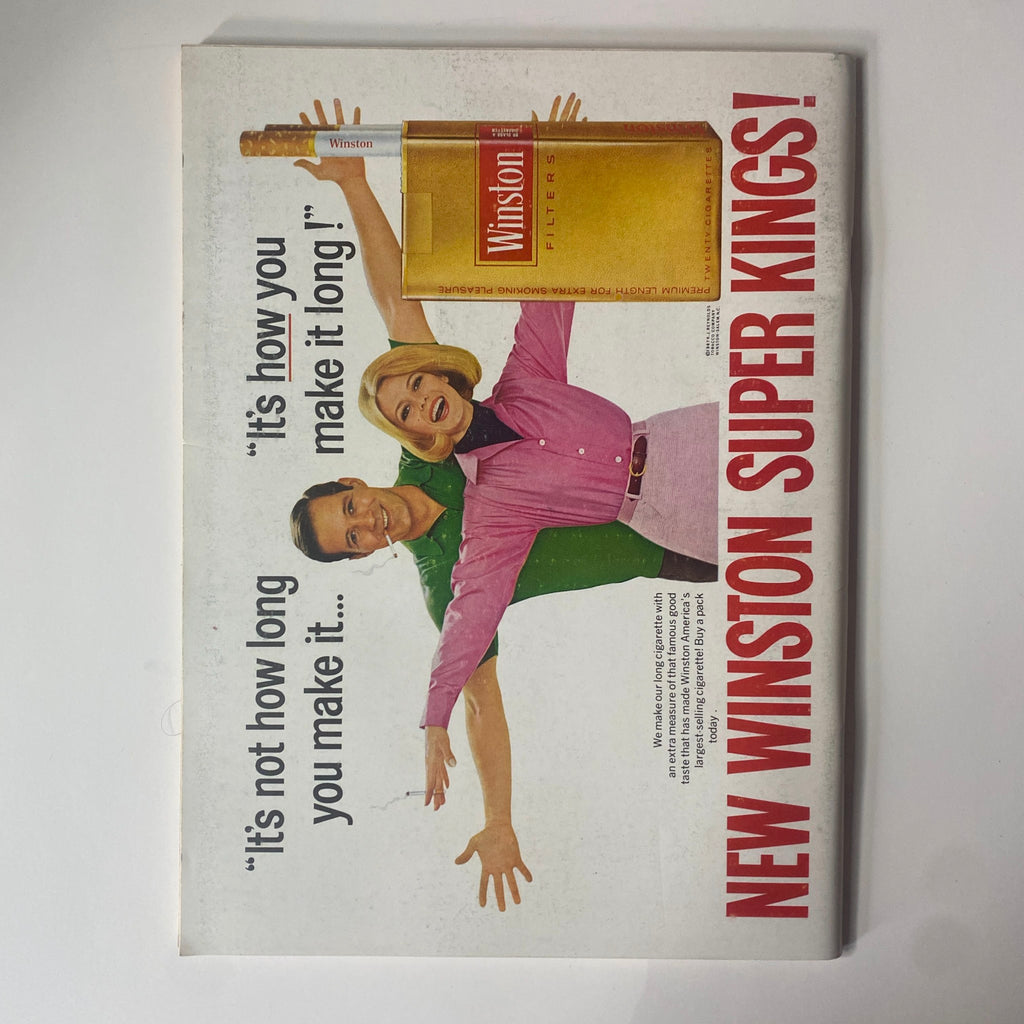 “It’s not how long
you make it...
“It’s how you
make it long!”
Winston
Winston
FILTERS
PREMIUM LENGTH FOR EXTRA SMOKING PLEASURE
TWENTY CIGARETTES
We make our long cigarette with
an extra measure of that famous good
taste that has made Winston America’s
largest-selling cigarette! Buy a pack
today.
NEW WINSTON SUPER KINGS!